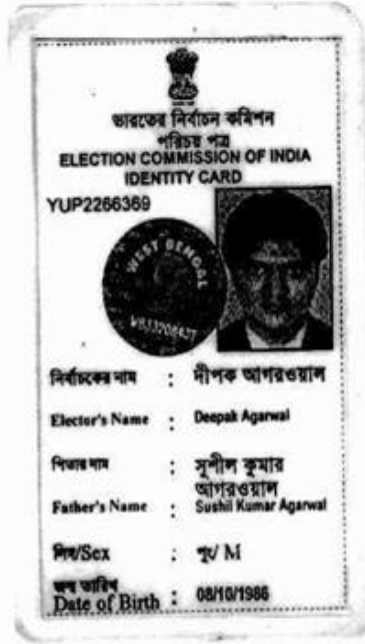 ভারতের নির্বাচন কমিশন
পরিচয় পত্র
ELECTION COMMISSION OF INDIA
IDENTITY CARD
YUP2266369
WEST BENGAL
নির্বাচকের নাম : দীপক আগরওয়াল
Elector's Name : Deepak Agarwal
পিতার নাম : সুশীল কুমার
আগরওয়াল
Father's Name : Sushil Kumar Agarwal
লিঙ্গ/Sex : পুং/ M
জন্ম তারিখ
Date of Birth : 08/10/1986